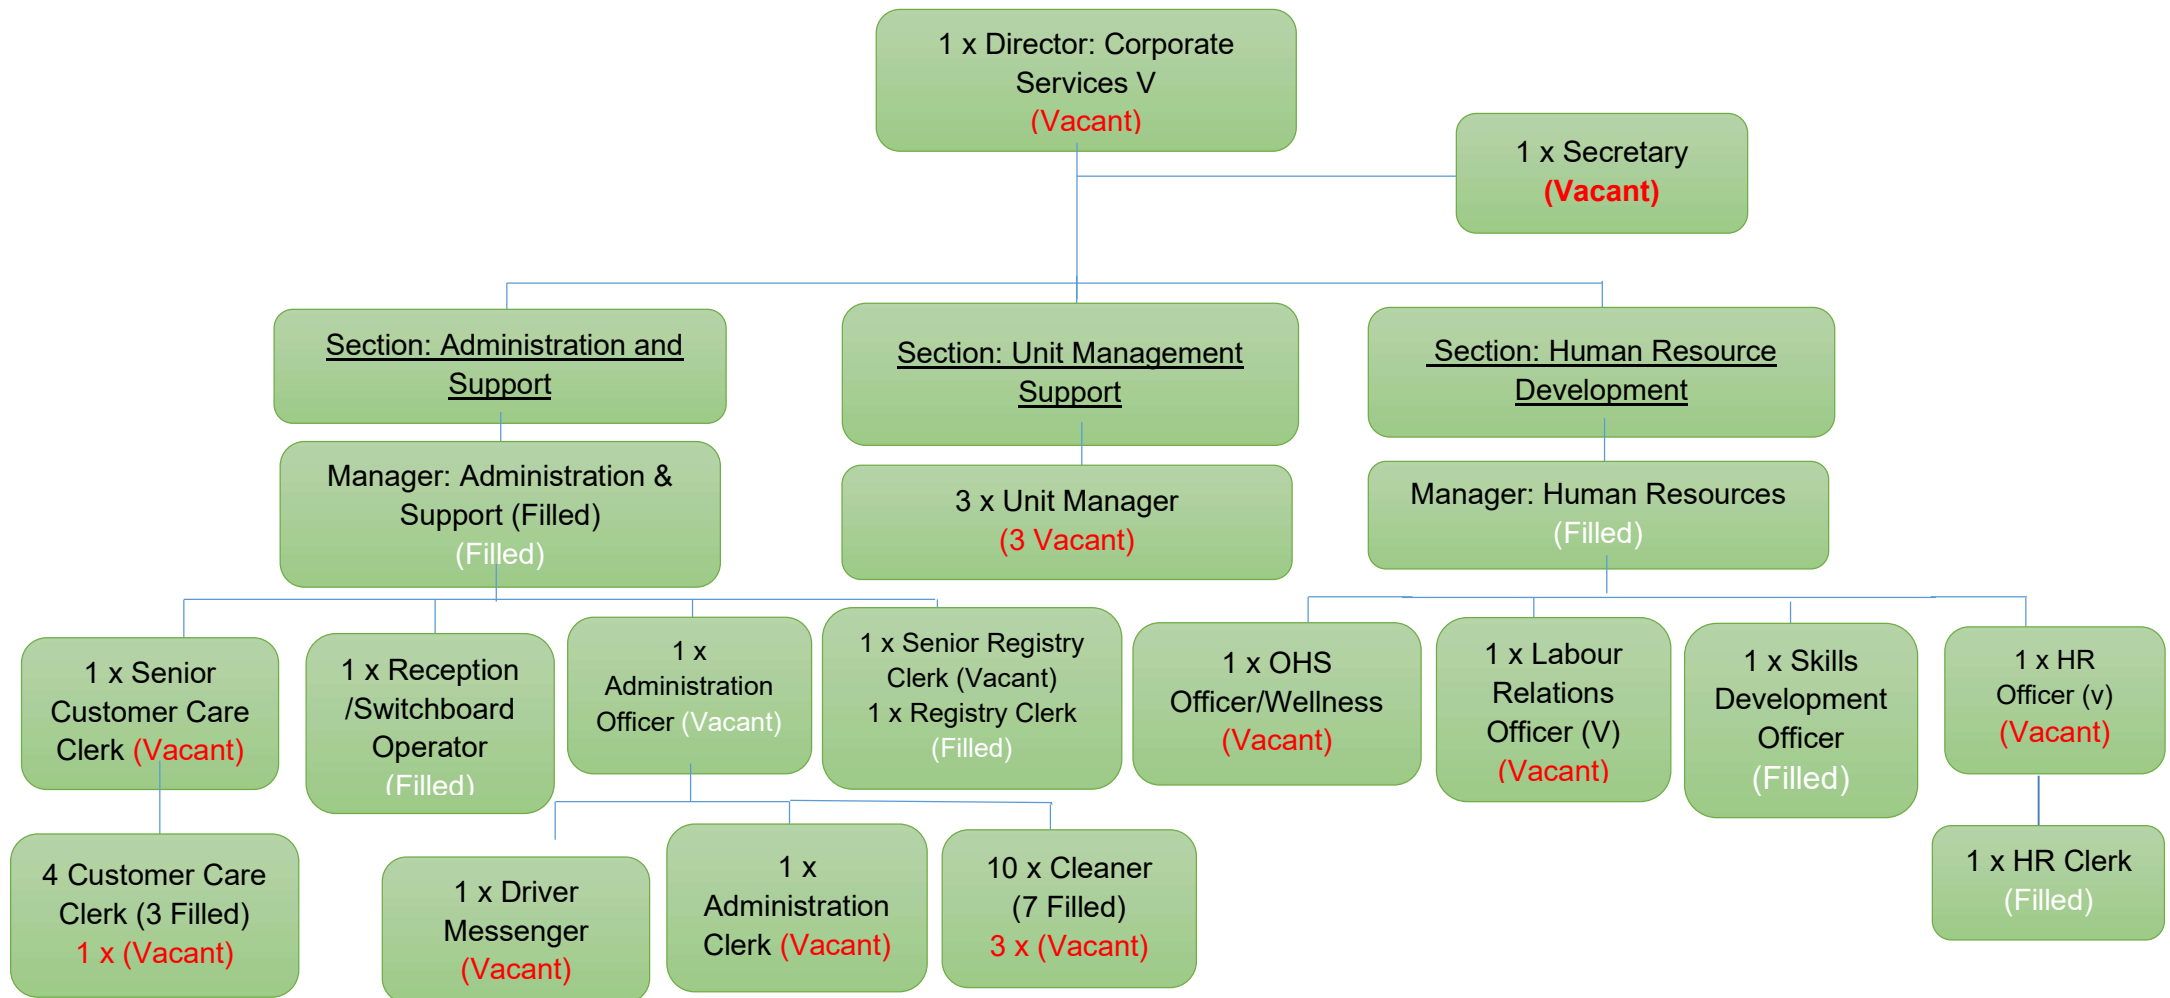 1 x Director: Corporate
Services V
(Vacant)
1 x Secretary
(Vacant)
Section: Administration and
Support
Section: Unit Management
Support
Section: Human Resource
Development
Manager: Administration &
Support (Filled)
(Filled)
3 x Unit Manager
(3 Vacant)
Manager: Human Resources
(Filled)
1 x Senior
Customer Care
Clerk (Vacant)
1 x Reception
/Switchboard
Operator
(Filled)
1 x
Administration
Officer (Vacant)
1 x Senior Registry
Clerk (Vacant)
1 x Registry Clerk
(Filled)
1 x OHS
Officer/Wellness
(Vacant)
1 x Labour
Relations
Officer (V)
(Vacant)
1 x Skills
Development
Officer
(Filled)
1 x HR
Officer (v)
(Vacant)
4 Customer Care
Clerk (3 Filled)
1 x (Vacant)
1 x Driver
Messenger
(Vacant)
1 x
Administration
Clerk (Vacant)
10 x Cleaner
(7 Filled)
3 x (Vacant)
1 x HR Clerk
(Filled)